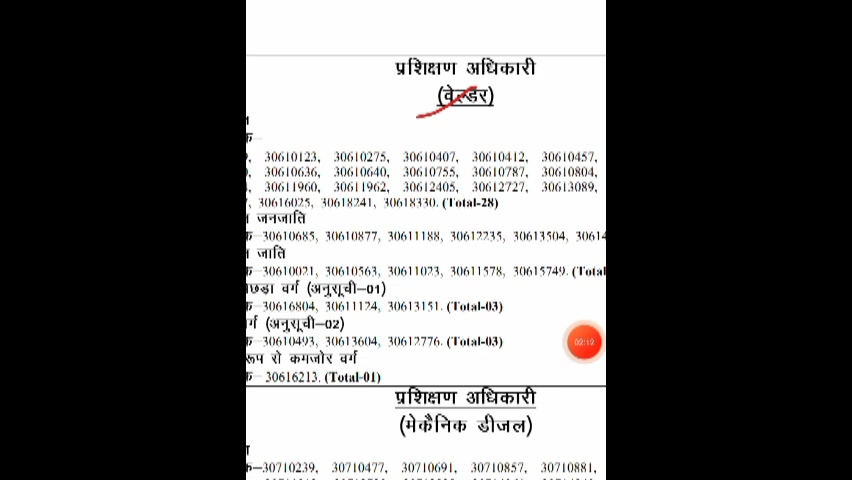 प्रशिक्षण अधिकारी
(वेल्डर)
30610123, 30610275, 30610407, 30610412, 30610457,
30610636, 30610640, 30610755, 30610787, 30610804,
30611960, 30611962, 30612405, 30612727, 30613089,
30616025, 30618241, 30618330. (Total-28)
जनजाति
30610685, 30610877, 30611188, 30612235, 30613504,
जाति
30610021, 30610563, 30611023, 30611578, 30615749. (Total
छडा वर्ग (अनुसूची-01)
30616804, 30611124, 30613151. (Total-03)
र्ग (अनुसूची-02)
30610493, 30613604, 30612776. (Total-03)
रूप रो कमजोर वर्ग
30616213. (Total-01)
02:12
प्रशिक्षण अधिकारी
(मेकैनिक डीजल)
30710239, 30710477, 30710691, 30710857, 30710881,